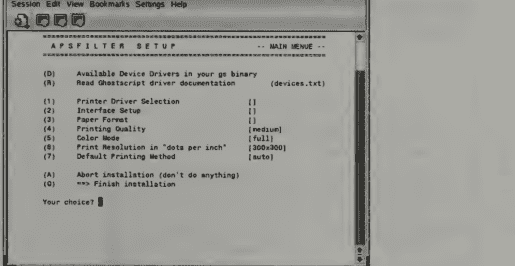 Session Edit View Bookmarks Settings Help
APSFILTER SETUP -- MAIN MENUE --
(D) Available Device Drivers in your gs binary
(R) Read Ghostscript driver documentation (devices.txt)
(1) Printer Driver Selection []
(2) Interface Setup []
(3) Paper Format []
(4) Printing Quality [medium]
(5) Color Mode [full]
(6) Print Resolution in "dots per inch" [300x300]
(7) Default Printing Method [auto]
(A) Abort installation (don't do anything)
(Q) ==> Finish installation
Your choice?